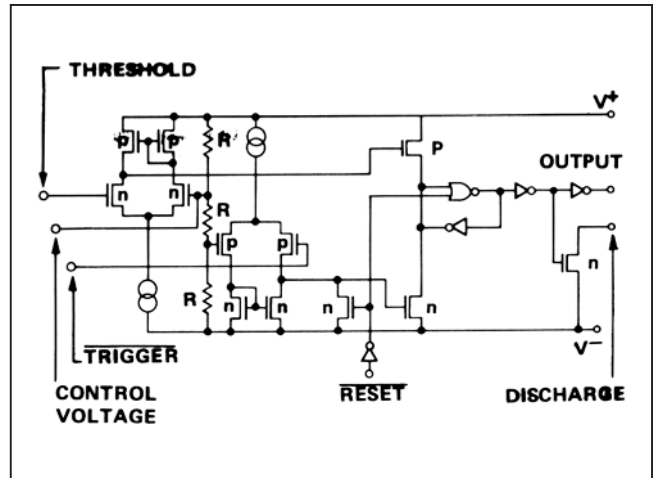 THRESHOLD
V+
p p R p
OUTPUT
n n
R p p
R n n n n n
V−
TRIGGER
CONTROL
VOLTAGE
RESET
DISCHARGE